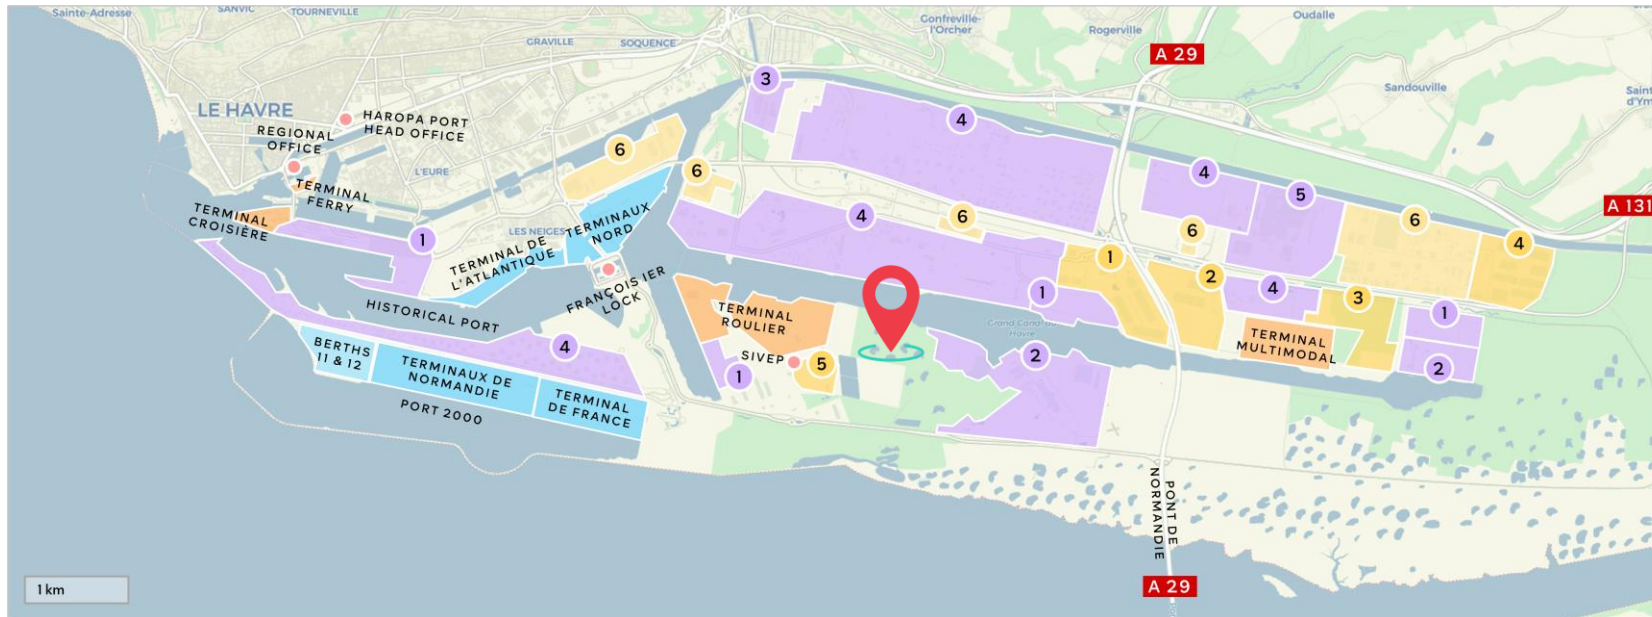 Sainte-Adresse
SANVIC
TOURNEVILLE
GRAVILLE
SOQUENCE
Gonfreville-
l'Orcher
Rogerville
Oudalle
Sandouville
A 29
LE HAVRE
HAROPA PORT
HEAD OFFICE
REGIONAL
OFFICE
L'EURE
TERMINAL
FERRY
TERMINAL
CROISIÈRE
1
LES NEIGES
TERMINAL DE
L'ATLANTIQUE
TERMINAUX
NORD
FRANÇOIS IER
LOCK
HISTORICAL PORT
6
6
3
4
4
6
4
5
6
6
4
A 131
1
1
2
4
3
1
2
TERMINAL
MULTIMODAL
TERMINAL
ROULIER
SIVEP
5
1
Grand Canal du
Havre
2
4
BERTHS
11 & 12
TERMINAUX DE
NORMANDIE
TERMINAL
DE FRANCE
PORT 2000
PONT DE
NORMANDIE
A 29
1 km